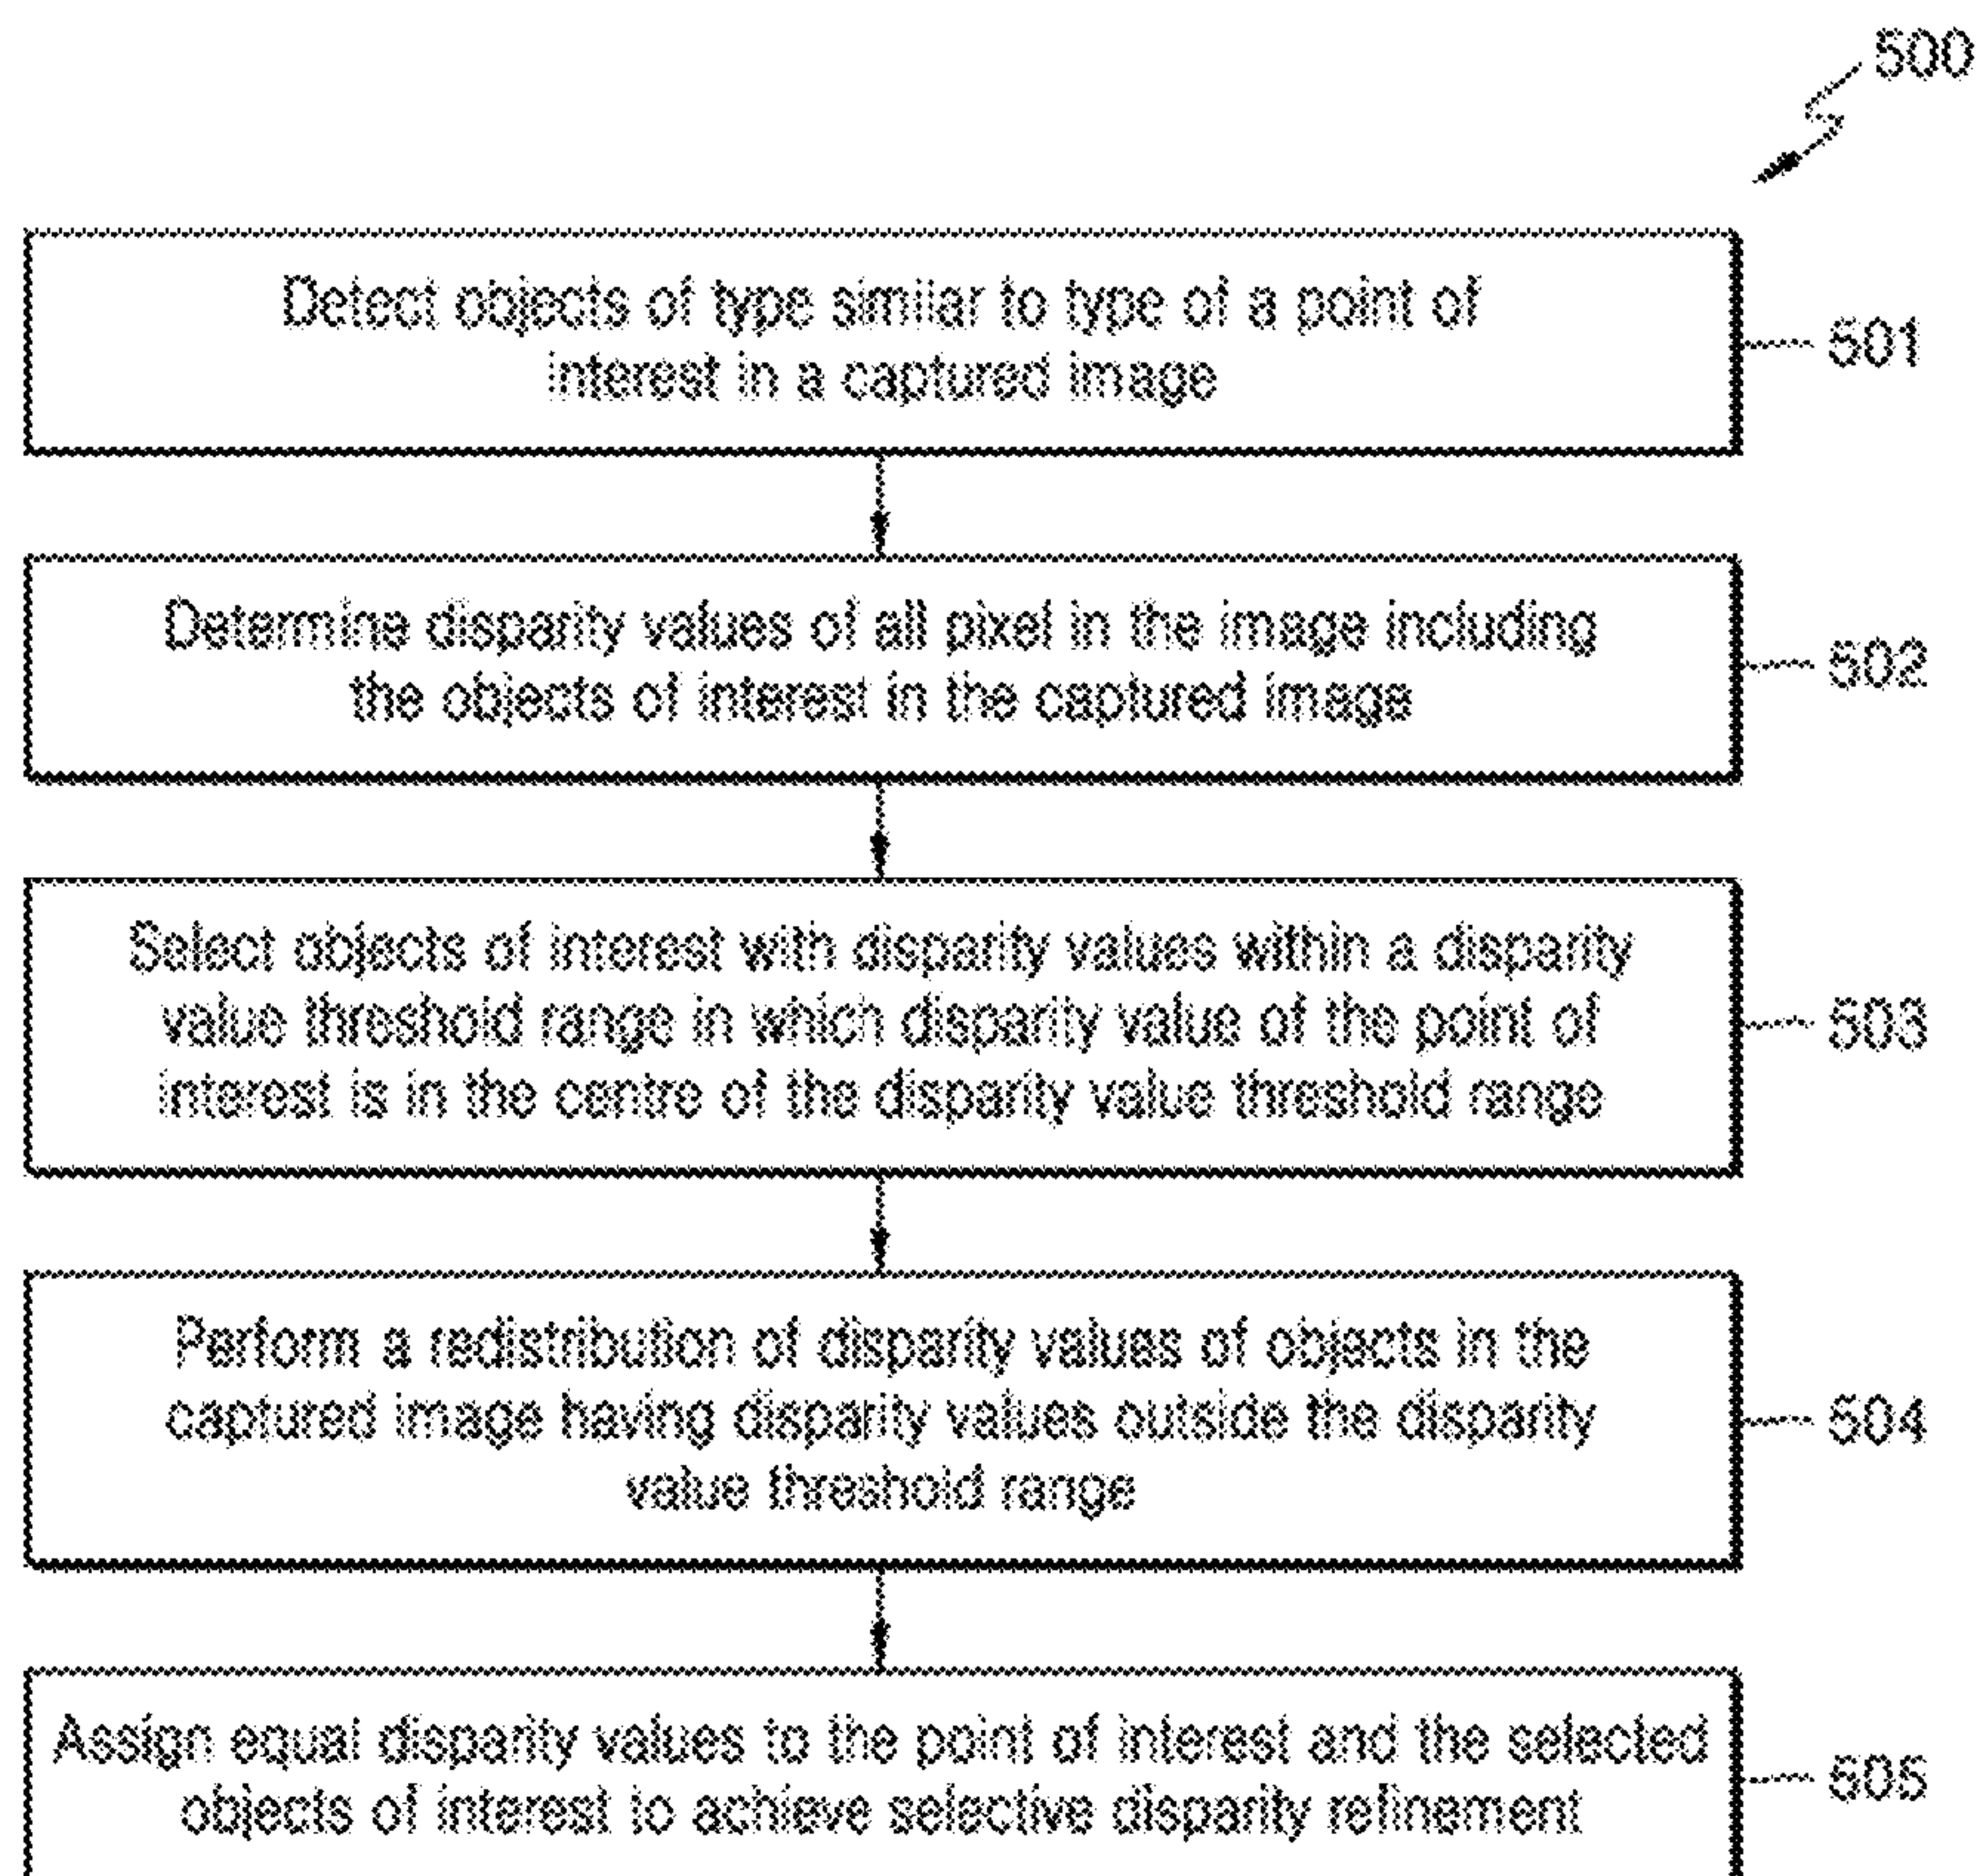 500
Detect objects of type similar to type of a point of
interest in a captured image
501
Determine disparity values of all pixel in the image including
the objects of interest in the captured image
502
Select objects of interest with disparity values within a disparity
value threshold range in which disparity value of the point of
interest is in the centre of the disparity value threshold range
503
Perform a redistribution of disparity values of objects in the
captured image having disparity values outside the disparity
value threshold range
504
Assign equal disparity values to the point of interest and the selected
objects of interest to achieve selective disparity refinement
505